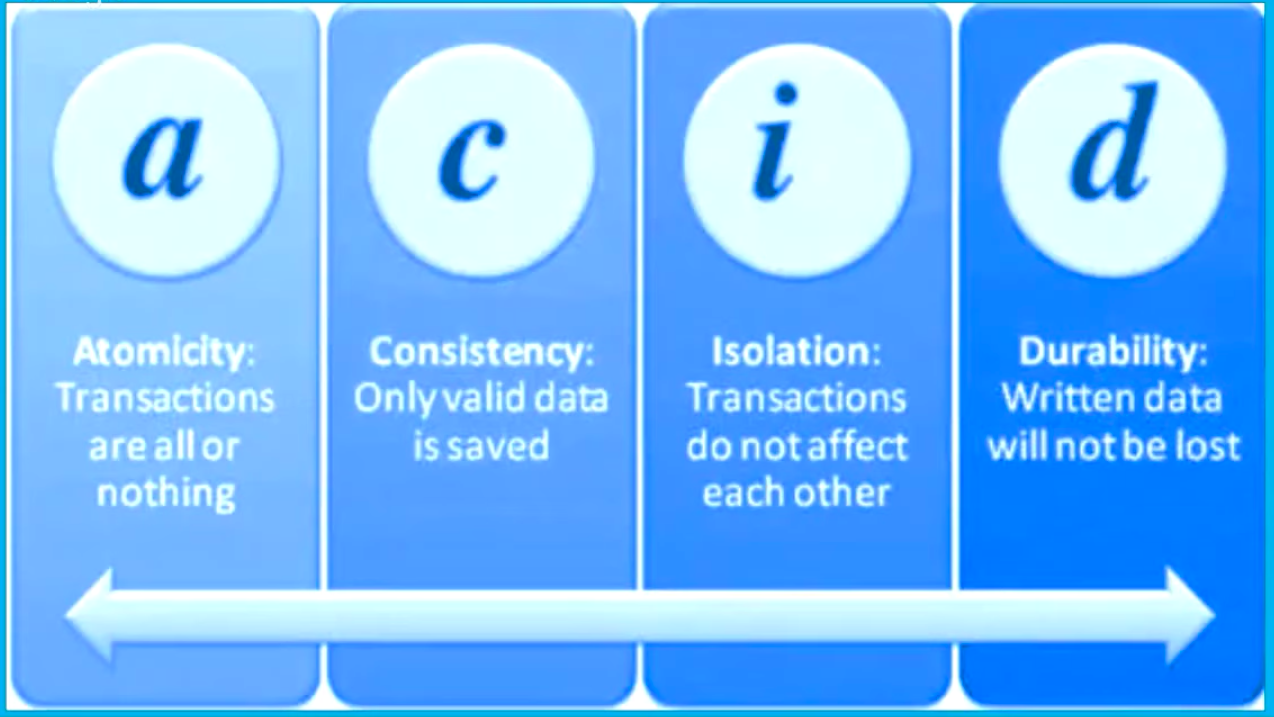 a
c
i
d
Atomicity:
Transactions
are all or
nothing
Consistency:
Only valid data
is saved
Isolation:
Transactions
do not affect
each other
Durability:
Written data
will not be lost